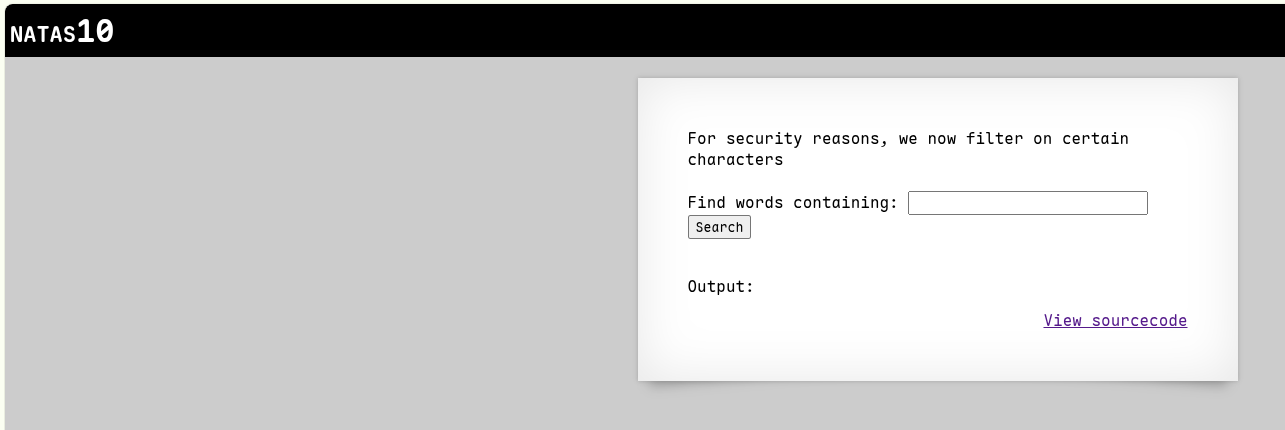 NATAS10
For security reasons, we now filter on certain
characters
Find words containing:
Search
Output:
View sourcecode